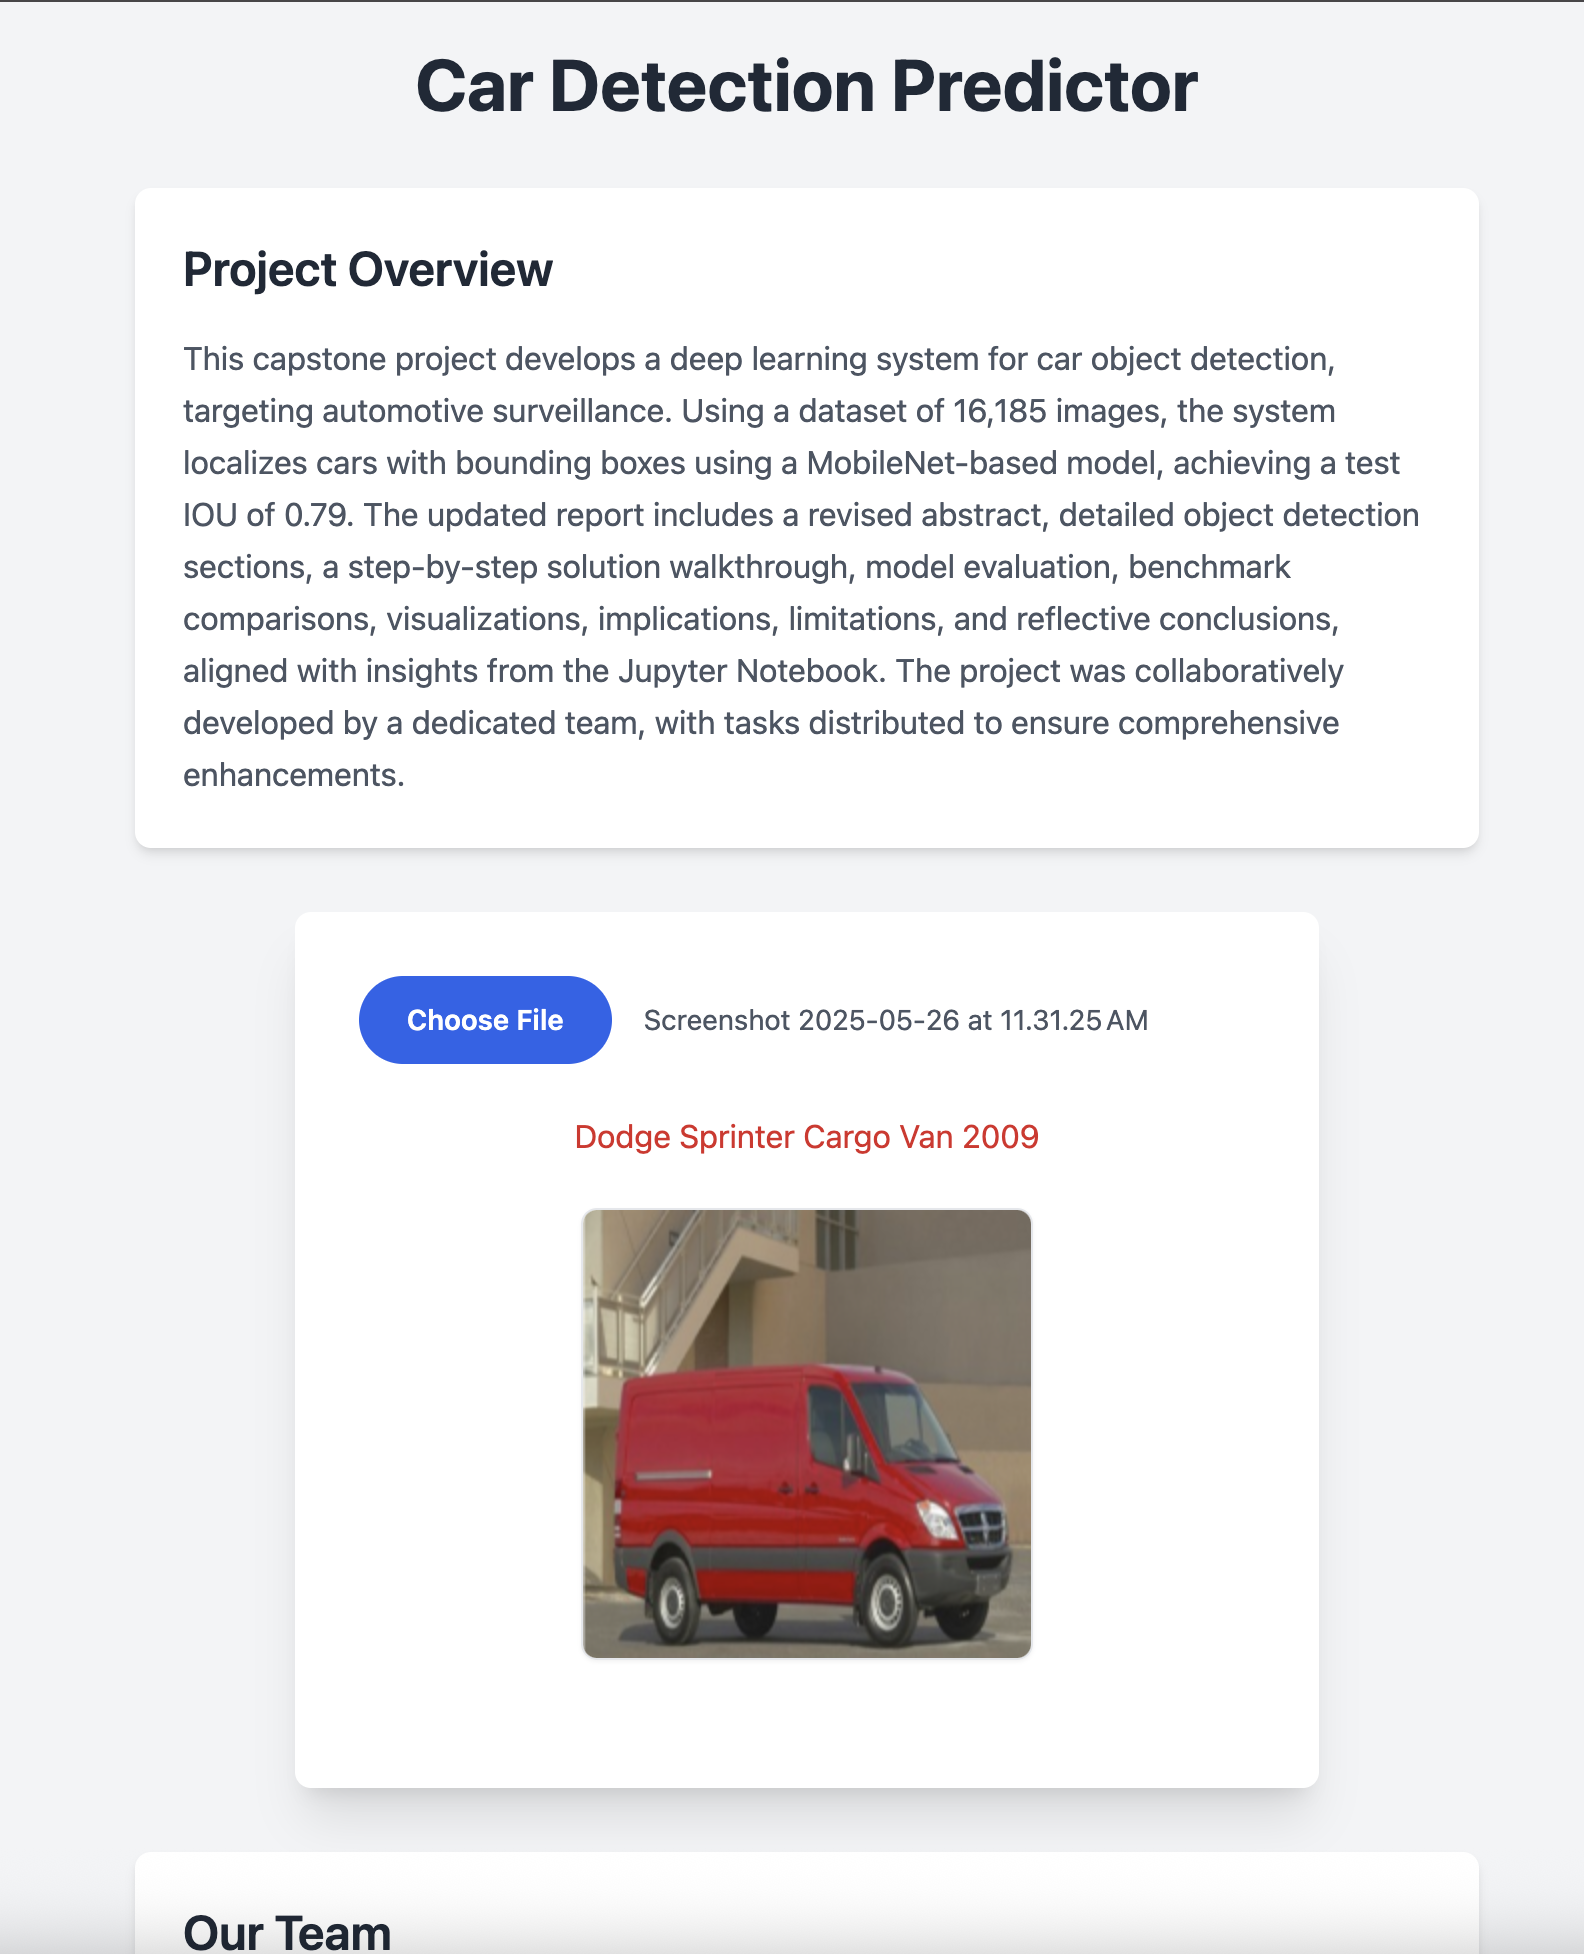 Car Detection Predictor
Project Overview
This capstone project develops a deep learning system for car object detection,
targeting automotive surveillance. Using a dataset of 16,185 images, the system
localizes cars with bounding boxes using a MobileNet-based model, achieving a test
IOU of 0.79. The updated report includes a revised abstract, detailed object detection
sections, a step-by-step solution walkthrough, model evaluation, benchmark
comparisons, visualizations, implications, limitations, and reflective conclusions,
aligned with insights from the Jupyter Notebook. The project was collaboratively
developed by a dedicated team, with tasks distributed to ensure comprehensive
enhancements.
Choose File Screenshot 2025-05-26 at 11.31.25 AM
Dodge Sprinter Cargo Van 2009
Our Team